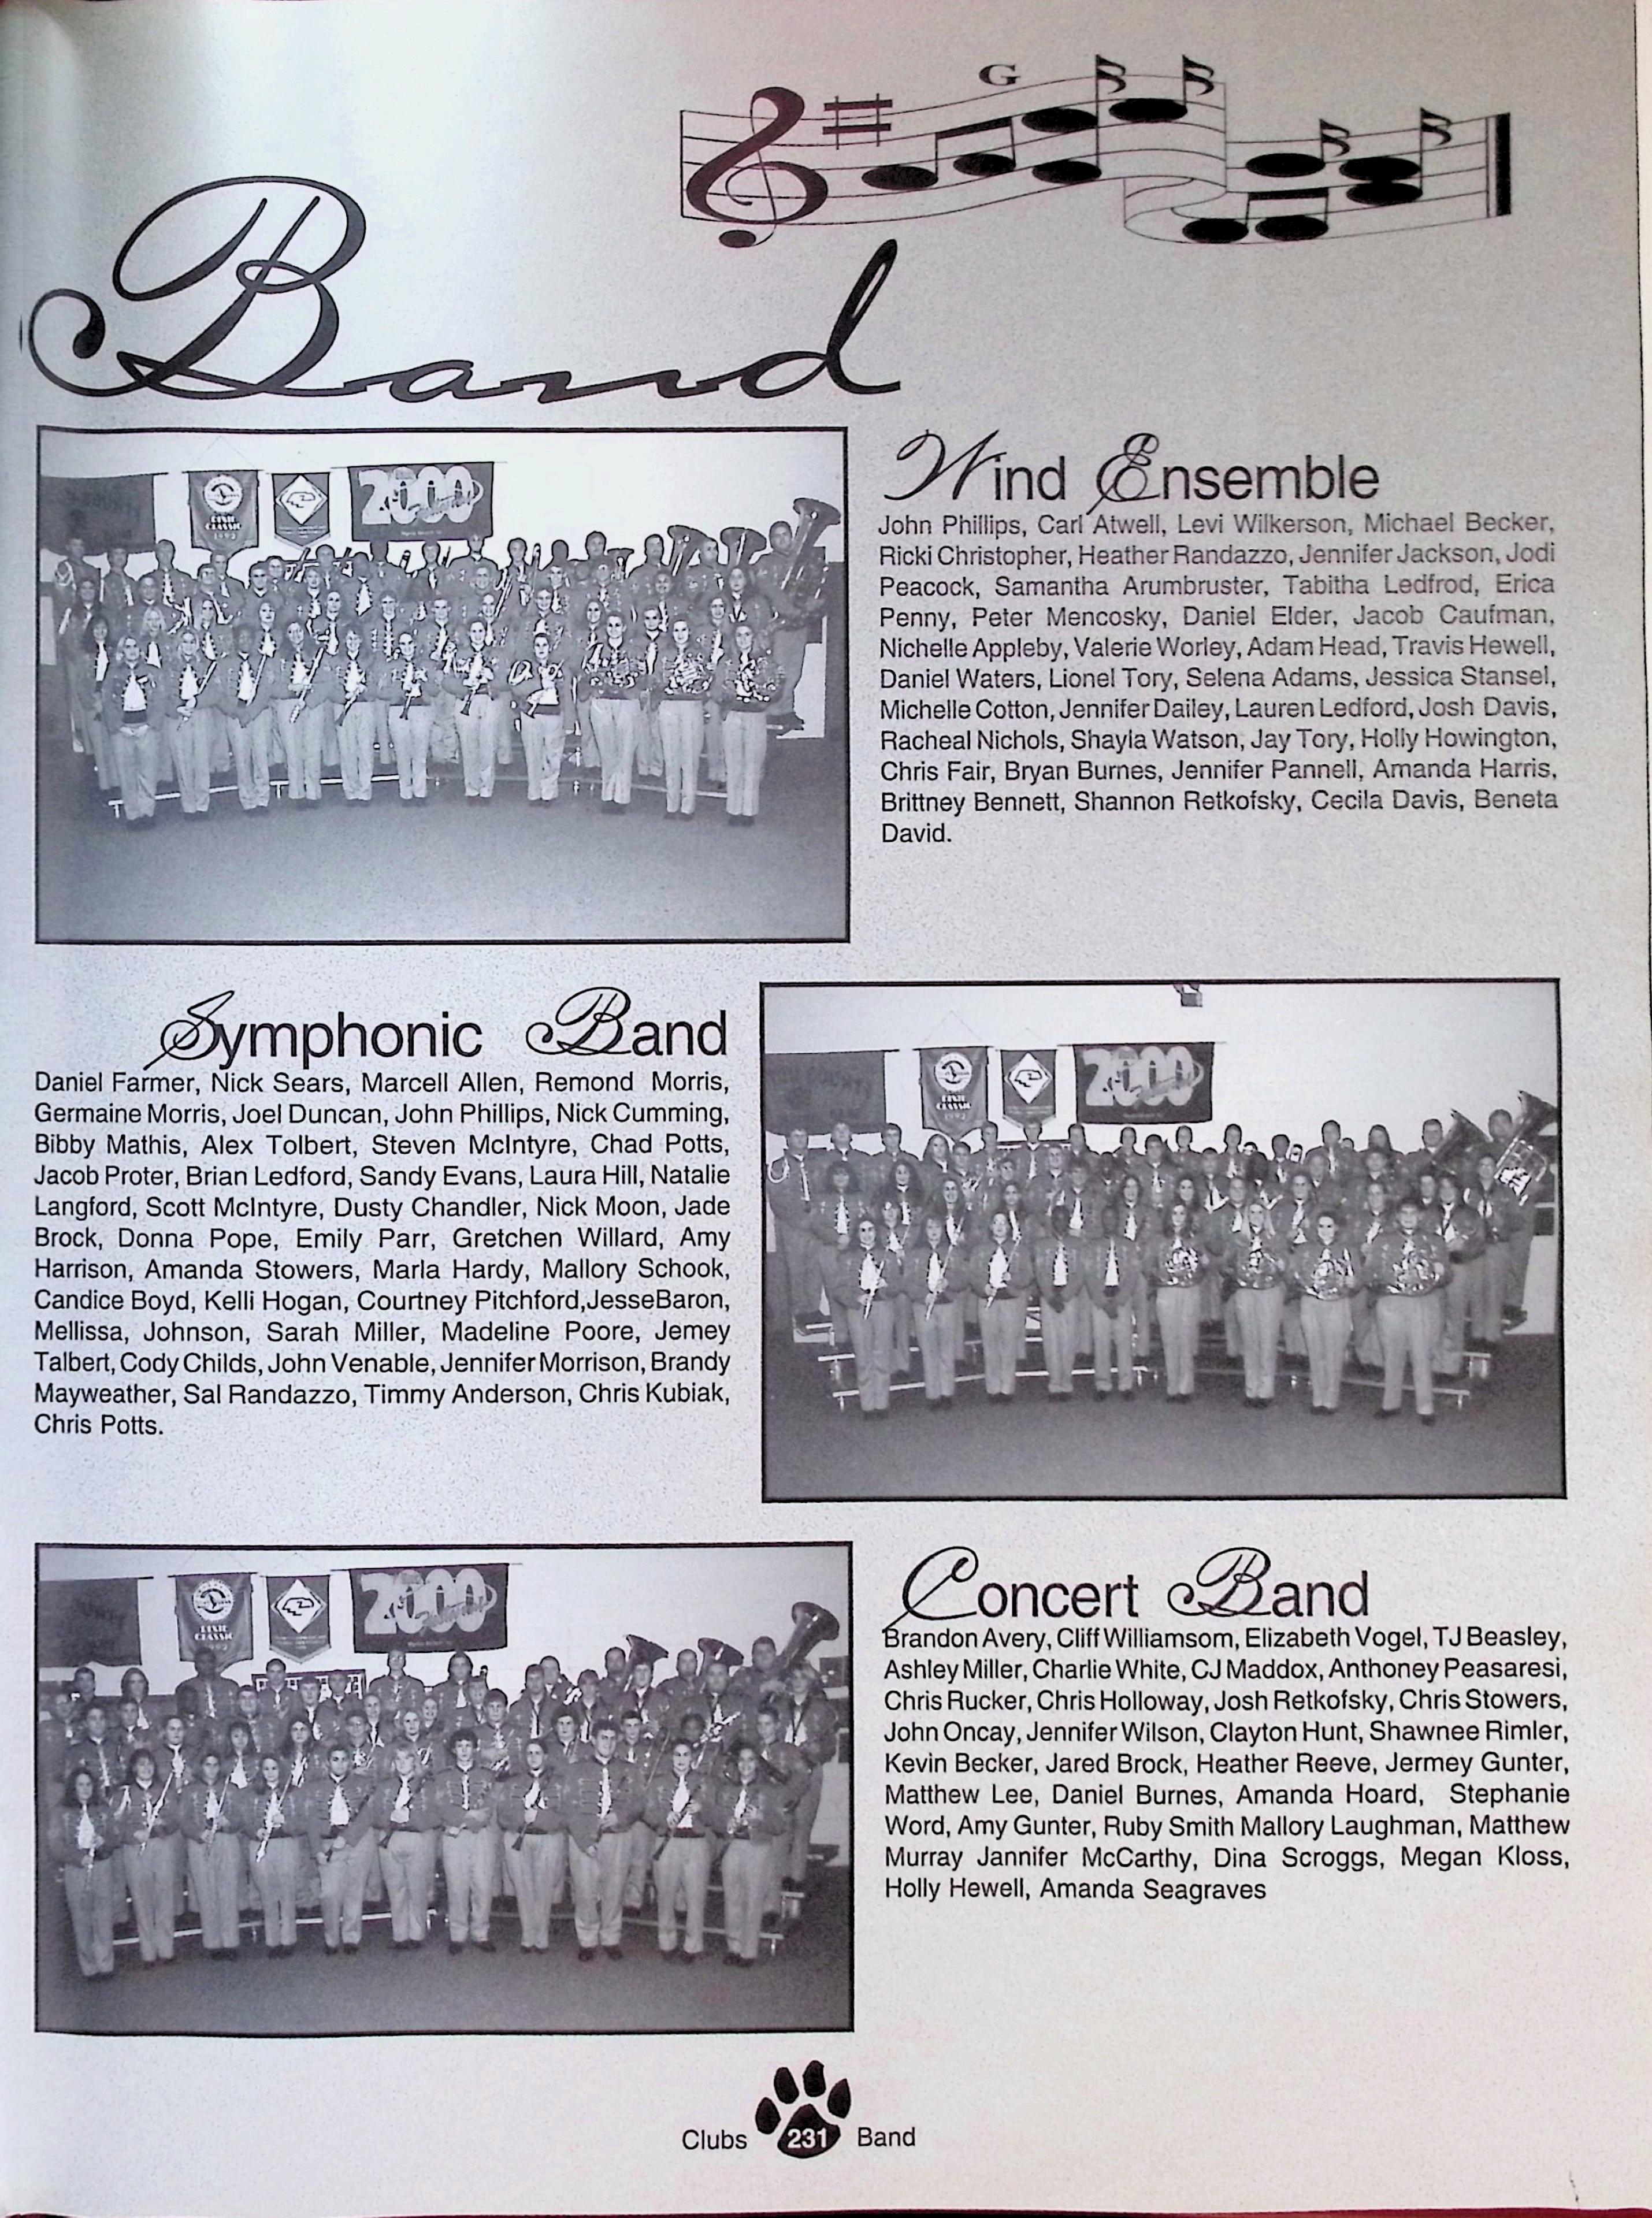 G
Band
DIXIE
CLASSIC
1992
2000
Wind Ensemble
John Phillips, Carl Atwell, Levi Wilkerson, Michael Becker,
Ricki Christopher, Heather Randazzo, Jennifer Jackson, Jodi
Peacock, Samantha Arumbruster, Tabitha Ledfrod, Erica
Penny, Peter Mencosky, Daniel Elder, Jacob Caufman,
Nichelle Appleby, Valerie Worley, Adam Head, Travis Hewell,
Daniel Waters, Lionel Tory, Selena Adams, Jessica Stansel,
Michelle Cotton, Jennifer Dailey, Lauren Ledford, Josh Davis,
Racheal Nichols, Shayla Watson, Jay Tory, Holly Howington,
Chris Fair, Bryan Burnes, Jennifer Pannell, Amanda Harris,
Brittney Bennett, Shannon Retkofsky, Cecila Davis, Beneta
David.
Symphonic Band
Daniel Farmer, Nick Sears, Marcell Allen, Remond Morris,
Germaine Morris, Joel Duncan, John Phillips, Nick Cumming,
Bibby Mathis, Alex Tolbert, Steven McIntyre, Chad Potts,
Jacob Proter, Brian Ledford, Sandy Evans, Laura Hill, Natalie
Langford, Scott McIntyre, Dusty Chandler, Nick Moon, Jade
Brock, Donna Pope, Emily Parr, Gretchen Willard, Amy
Harrison, Amanda Stowers, Marla Hardy, Mallory Schook,
Candice Boyd, Kelli Hogan, Courtney Pitchford,JesseBaron,
Mellissa, Johnson, Sarah Miller, Madeline Poore, Jemey
Talbert, Cody Childs, John Venable, Jennifer Morrison, Brandy
Mayweather, Sal Randazzo, Timmy Anderson, Chris Kubiak,
Chris Potts.
COUNTY
DIXIE
CLASSIC
1992
2000
DIXIE
CLASSIC
1992
2000
Concert Band
Brandon Avery, Cliff Williamsom, Elizabeth Vogel, TJ Beasley,
Ashley Miller, Charlie White, CJ Maddox, Anthoney Peasaresi,
Chris Rucker, Chris Holloway, Josh Retkofsky, Chris Stowers,
John Oncay, Jennifer Wilson, Clayton Hunt, Shawnee Rimler,
Kevin Becker, Jared Brock, Heather Reeve, Jermey Gunter,
Matthew Lee, Daniel Burnes, Amanda Hoard, Stephanie
Word, Amy Gunter, Ruby Smith Mallory Laughman, Matthew
Murray Jannifer McCarthy, Dina Scroggs, Megan Kloss,
Holly Hewell, Amanda Seagraves
Clubs 231 Band